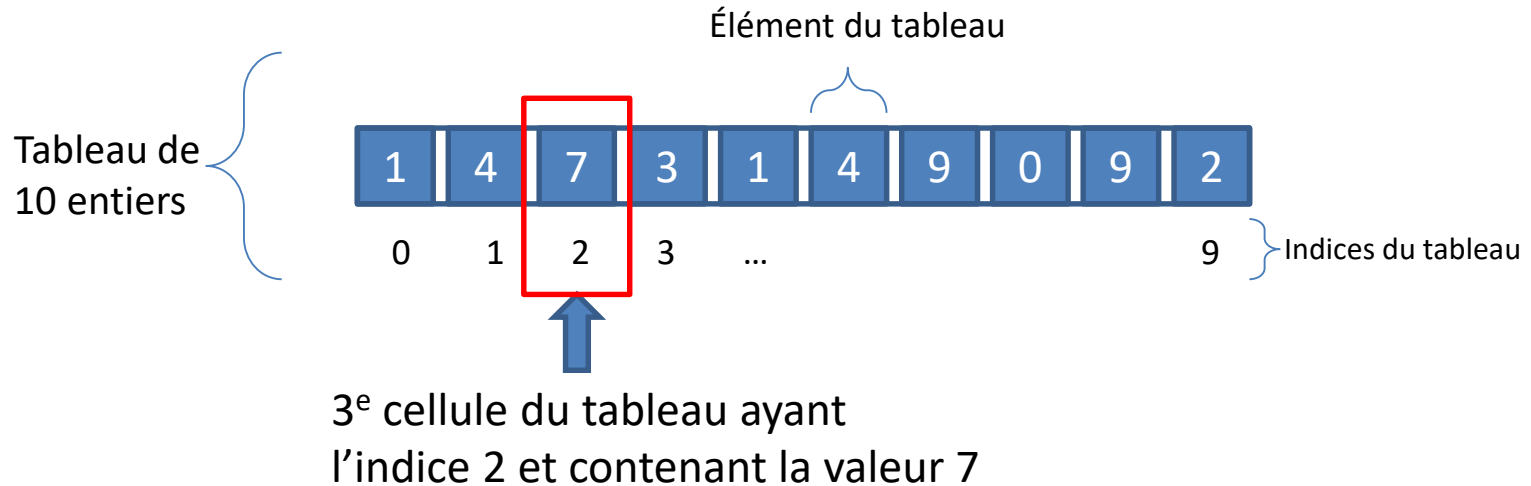 Élément du tableau
Tableau de
10 entiers
1 4 7 3 1 4 9 0 9 2
0 1 2 3 ... 9
Indices du tableau
3e cellule du tableau ayant
l’indice 2 et contenant la valeur 7